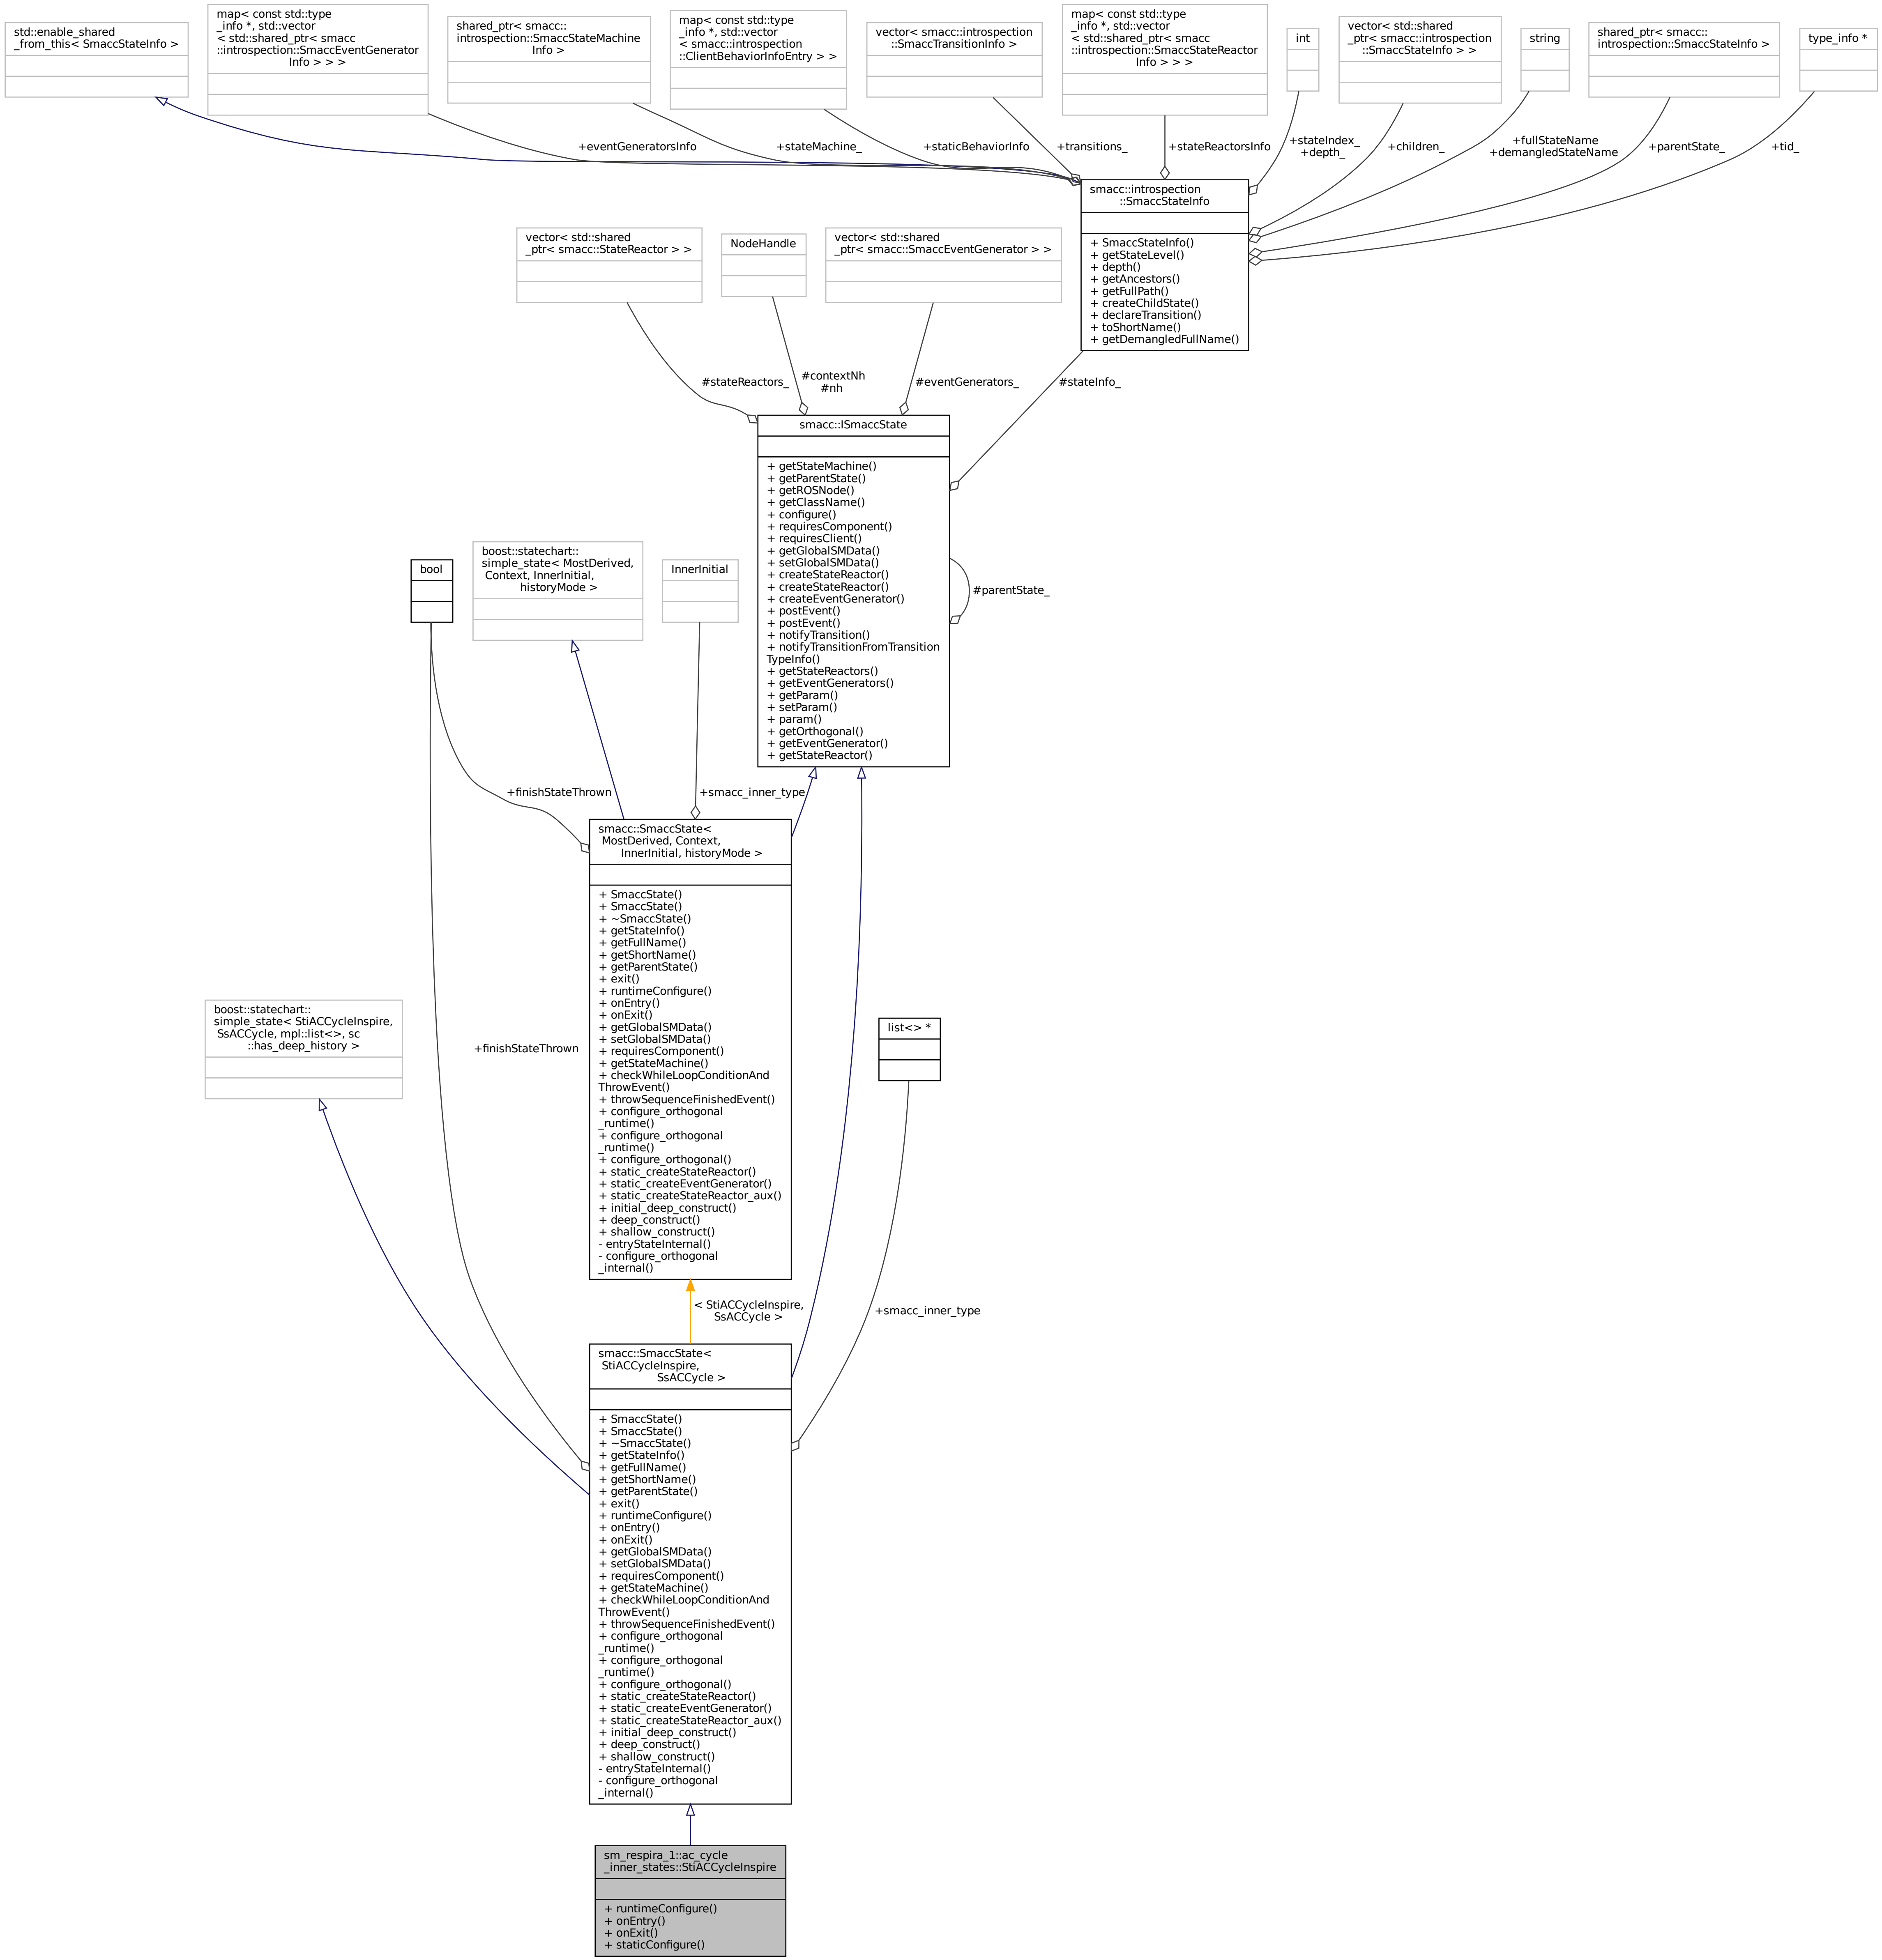 std::enable_shared
_from_this< SmaccStateInfo >
map< const std::type
_info *, std::vector
< std::shared_ptr< smacc
::introspection::SmaccEventGenerator
Info > > >
shared_ptr< smacc::
introspection::SmaccStateMachine
Info >
map< const std::type
_info *, std::vector
< smacc::introspection
::ClientBehaviorInfoEntry > >
vector< smacc::introspection
::SmaccTransitionInfo >
map< const std::type
_info *, std::vector
< std::shared_ptr< smacc
::introspection::SmaccStateReactor
Info > > >
int
vector< std::shared
_ptr< smacc::introspection
::SmaccStateInfo > >
string
shared_ptr< smacc::
introspection::SmaccStateInfo >
type_info *
+eventGeneratorsInfo
+stateMachine_
+staticBehaviorInfo
+transitions_
+stateReactorsInfo
+stateIndex_
+depth_
+children_
+fullStateName
+demangledStateName
+parentState_
+tid_
smacc::introspection
::SmaccStateInfo
+ SmaccStateInfo()
+ getStateLevel()
+ depth()
+ getAncestors()
+ getFullPath()
+ createChildState()
+ declareTransition()
+ toShortName()
+ getDemangledFullName()
vector< std::shared
_ptr< smacc::StateReactor > >
NodeHandle
vector< std::shared
_ptr< smacc::SmaccEventGenerator > >
#stateReactors_
#contextNh
#nh
#eventGenerators_
#stateInfo_
smacc::ISmaccState
+ getStateMachine()
+ getParentState()
+ getROSNode()
+ getClassName()
+ configure()
+ requiresComponent()
+ requiresClient()
+ getGlobalSMData()
+ setGlobalSMData()
+ createStateReactor()
+ createStateReactor()
+ createEventGenerator()
+ postEvent()
+ postEvent()
+ notifyTransition()
+ notifyTransitionFromTransition
TypeInfo()
+ getStateReactors()
+ getEventGenerators()
+ getParam()
+ setParam()
+ param()
+ getOrthogonal()
+ getEventGenerator()
+ getStateReactor()
#parentState_
bool
boost::statechart::
simple_state< MostDerived,
Context, InnerInitial,
historyMode >
InnerInitial
+finishStateThrown
+smacc_inner_type
smacc::SmaccState<
MostDerived, Context,
InnerInitial, historyMode >
+ SmaccState()
+ SmaccState()
+ ~SmaccState()
+ getStateInfo()
+ getFullName()
+ getShortName()
+ getParentState()
+ exit()
+ runtimeConfigure()
+ onEntry()
+ onExit()
+ getGlobalSMData()
+ setGlobalSMData()
+ requiresComponent()
+ getStateMachine()
+ checkWhileLoopConditionAnd
ThrowEvent()
+ throwSequenceFinishedEvent()
+ configure_orthogonal
_runtime()
+ configure_orthogonal
_runtime()
+ configure_orthogonal()
+ static_createStateReactor()
+ static_createEventGenerator()
+ static_createStateReactor_aux()
+ initial_deep_construct()
+ deep_construct()
+ shallow_construct()
- entryStateInternal()
- configure_orthogonal
_internal()
boost::statechart::
simple_state< StiACCycleInspire,
SsACCycle, mpl::list<>, sc
::has_deep_history >
+finishStateThrown
list<> *
< StiACCycleInspire,
SsACCycle >
+smacc_inner_type
smacc::SmaccState<
StiACCycleInspire,
SsACCycle >
+ SmaccState()
+ SmaccState()
+ ~SmaccState()
+ getStateInfo()
+ getFullName()
+ getShortName()
+ getParentState()
+ exit()
+ runtimeConfigure()
+ onEntry()
+ onExit()
+ getGlobalSMData()
+ setGlobalSMData()
+ requiresComponent()
+ getStateMachine()
+ checkWhileLoopConditionAnd
ThrowEvent()
+ throwSequenceFinishedEvent()
+ configure_orthogonal
_runtime()
+ configure_orthogonal
_runtime()
+ configure_orthogonal()
+ static_createStateReactor()
+ static_createEventGenerator()
+ static_createStateReactor_aux()
+ initial_deep_construct()
+ deep_construct()
+ shallow_construct()
- entryStateInternal()
- configure_orthogonal
_internal()
sm_respira_1::ac_cycle
_inner_states::StiACCycleInspire
+ runtimeConfigure()
+ onEntry()
+ onExit()
+ staticConfigure()